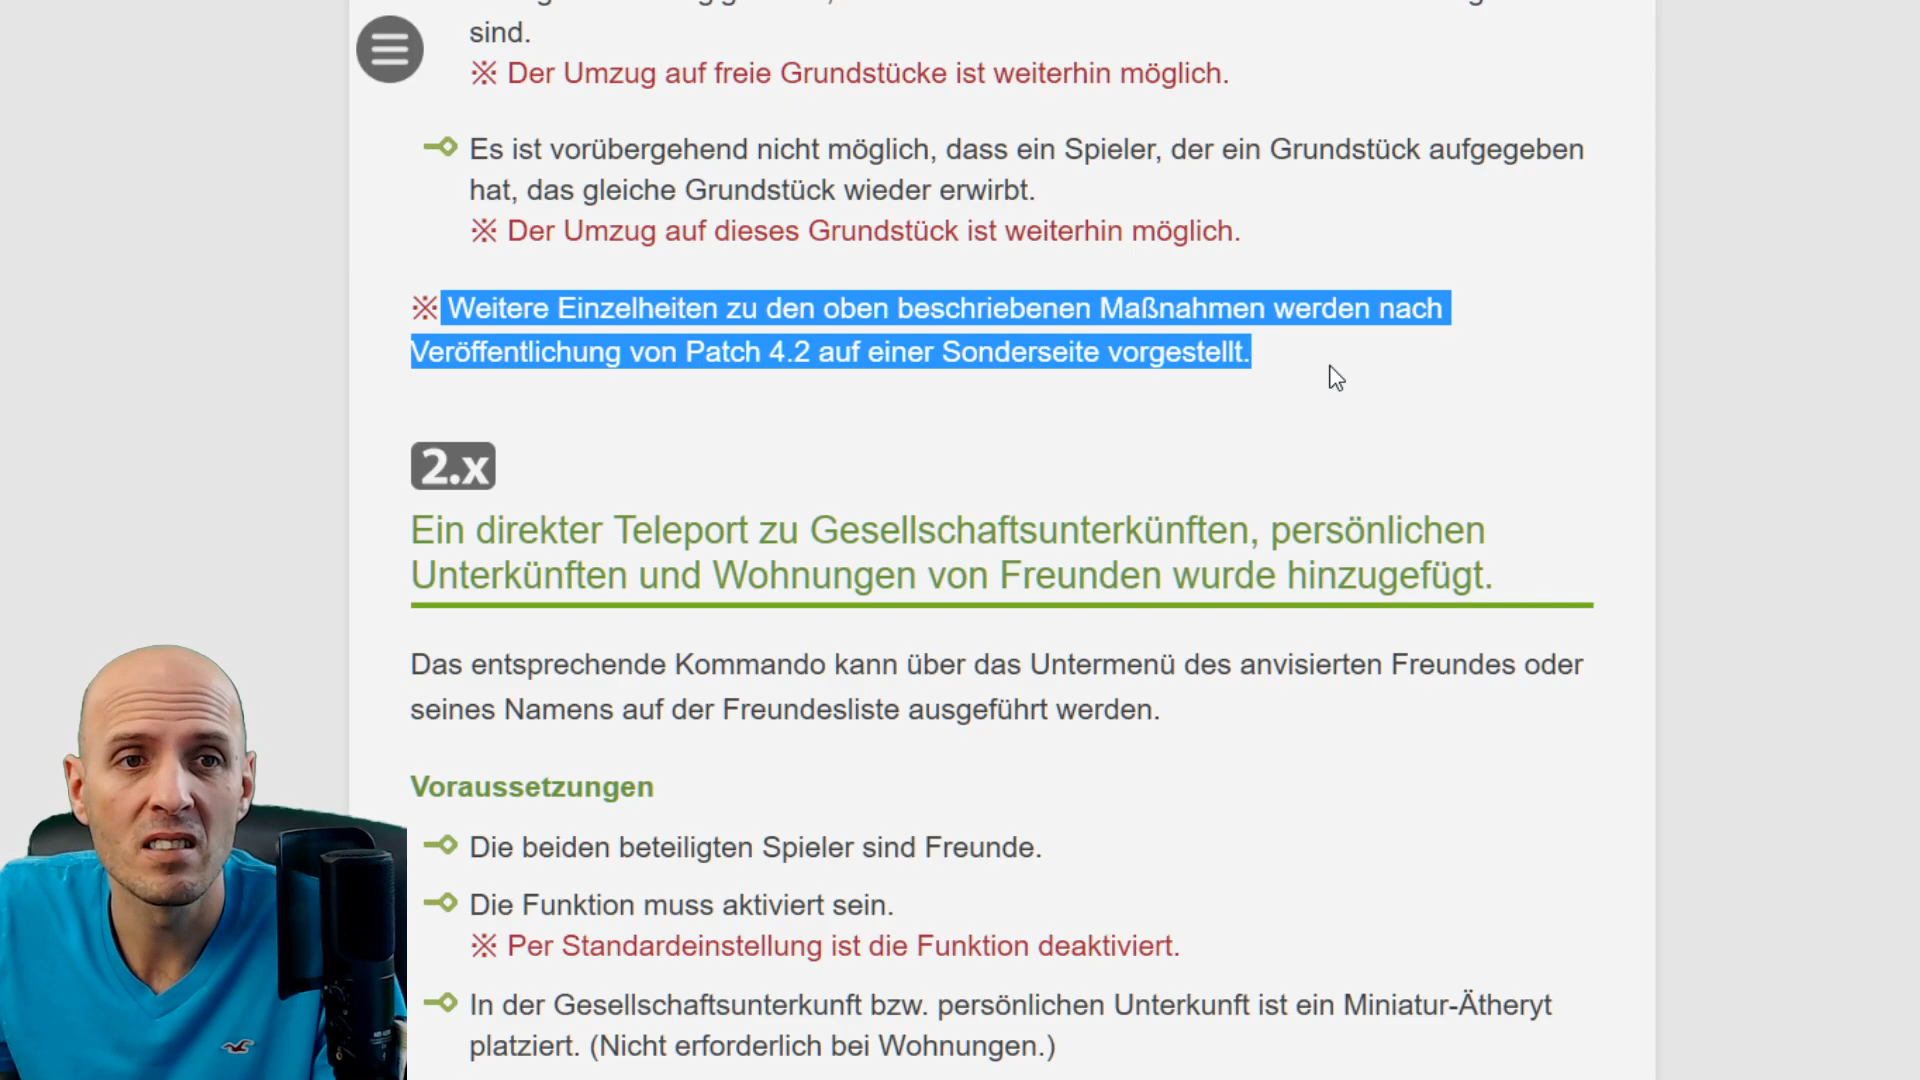 sind.
※ Der Umzug auf freie Grundstücke ist weiterhin möglich.
Es ist vorübergehend nicht möglich, dass ein Spieler, der ein Grundstück aufgegeben
hat, das gleiche Grundstück wieder erwirbt.
※ Der Umzug auf dieses Grundstück ist weiterhin möglich.
※ Weitere Einzelheiten zu den oben beschriebenen Maßnahmen werden nach
Veröffentlichung von Patch 4.2 auf einer Sonderseite vorgestellt.
2.x
Ein direkter Teleport zu Gesellschaftsunterkünften, persönlichen
Unterkünften und Wohnungen von Freunden wurde hinzugefügt.
Das entsprechende Kommando kann über das Untermenü des anvisierten Freundes oder
seines Namens auf der Freundesliste ausgeführt werden.
Voraussetzungen
Die beiden beteiligten Spieler sind Freunde.
Die Funktion muss aktiviert sein.
※ Per Standardeinstellung ist die Funktion deaktiviert.
In der Gesellschaftsunterkunft bzw. persönlichen Unterkunft ist ein Miniatur-Ätheryt
platziert. (Nicht erforderlich bei Wohnungen.)